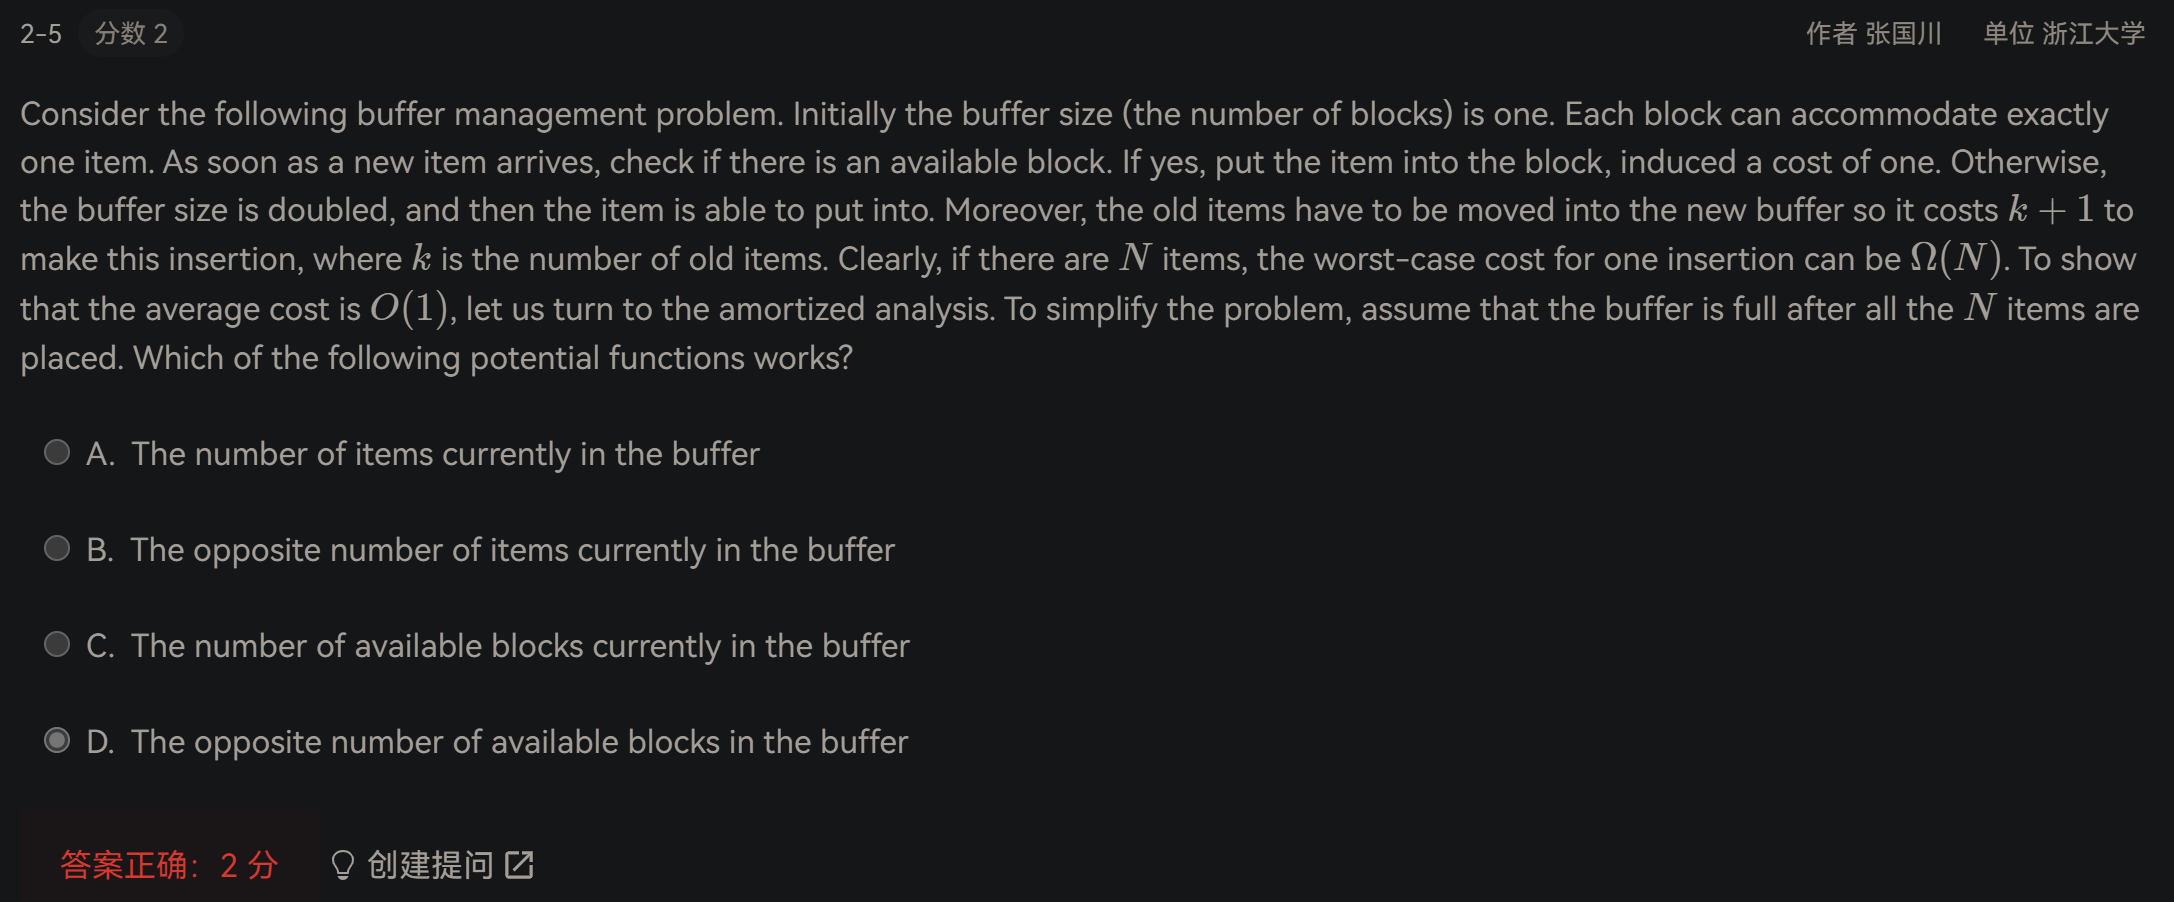 2-5 分数 2 作者 张国川 单位 浙江大学
Consider the following buffer management problem. Initially the buffer size (the number of blocks) is one. Each block can accommodate exactly
one item. As soon as a new item arrives, check if there is an available block. If yes, put the item into the block, induced a cost of one. Otherwise,
the buffer size is doubled, and then the item is able to put into. Moreover, the old items have to be moved into the new buffer so it costs k + 1 to
make this insertion, where k is the number of old items. Clearly, if there are N items, the worst-case cost for one insertion can be Ω(N). To show
that the average cost is O(1), let us turn to the amortized analysis. To simplify the problem, assume that the buffer is full after all the N items are
placed. Which of the following potential functions works?
A. The number of items currently in the buffer
B. The opposite number of items currently in the buffer
C. The number of available blocks currently in the buffer
D. The opposite number of available blocks in the buffer
答案正确：2 分 创建提问